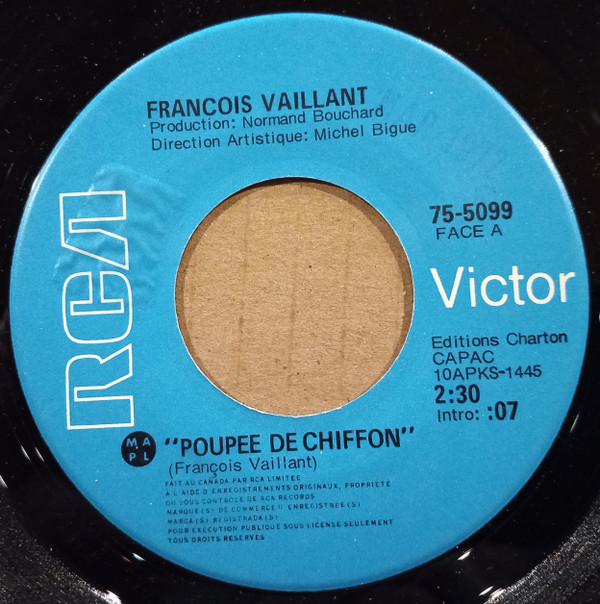 FRANCOIS VAILLANT
Production: Normand Bouchard
Direction Artistique: Michel Bigue
RCA
75-5099
FACE A
Victor
Editions Charton
CAPAC
10APKS-1445
2:30
Intro: :07
MA
PL
"POUPEE DE CHIFFON"
(François Vaillant)
FAIT AU CANADA PAR RCA LIMITEE
A L'AIDE D'ENREGISTREMENTS ORIGINAUX, PROPRIETE
OU SOUS CONTROLE DE RCA RECORDS
MARQUE(S) DE COMMERCE D ENREGISTREE(S)
MARCA(S) REGISTRADA(S)
POUR EXECUTION PUBLIQUE SOUS LICENSE SEULEMENT
TOUS DROITS RESERVES